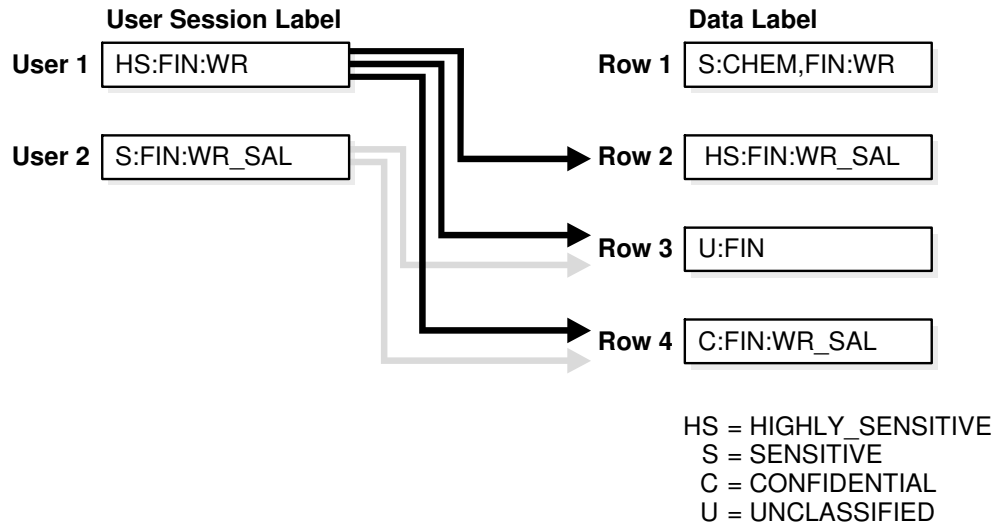 User Session Label
Data Label
User 1
HS:FIN:WR
Row 1
S:CHEM,FIN:WR
User 2
S:FIN:WR_SAL
Row 2
HS:FIN:WR_SAL
Row 3
U:FIN
Row 4
C:FIN:WR_SAL
HS = HIGHLY_SENSITIVE
S = SENSITIVE
C = CONFIDENTIAL
U = UNCLASSIFIED